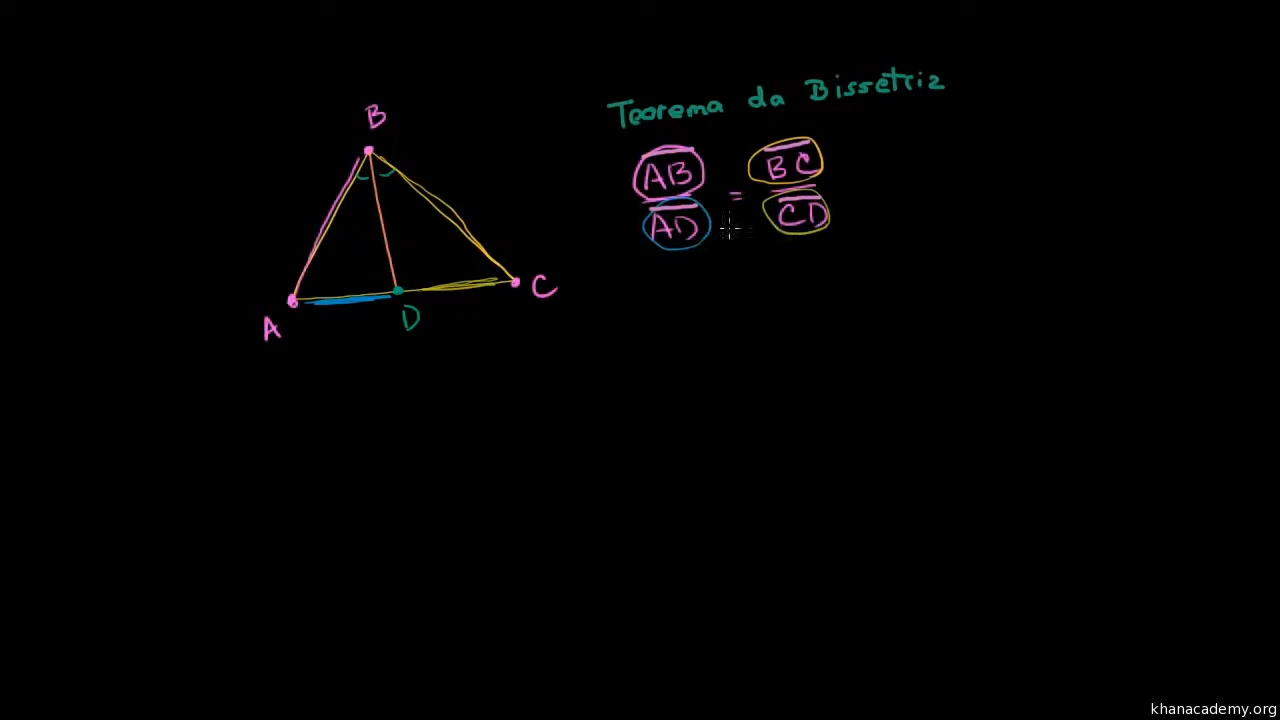 Teorema da Bissetriz
B
AB = BC
AD CD
A
D
C
khanacademy.org